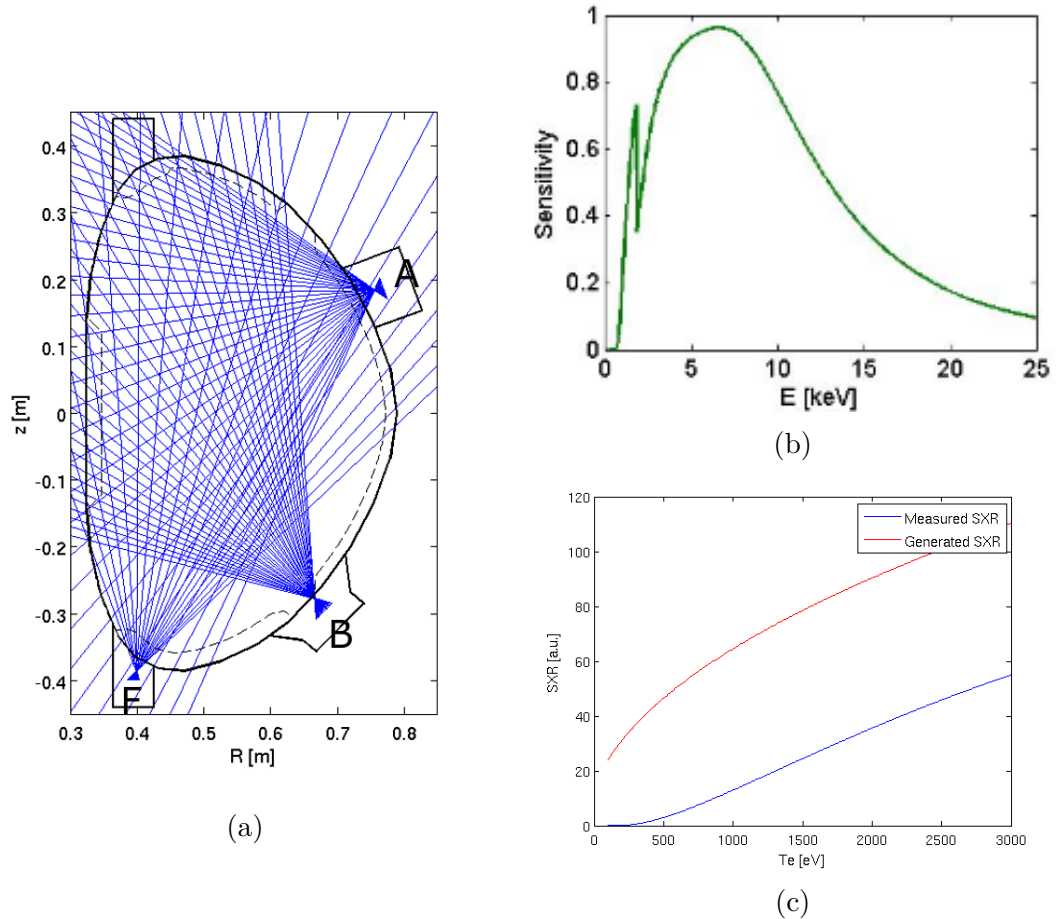 0.4
0.3
0.2
0.1
0
-0.1
-0.2
-0.3
-0.4
z [m]
A
B
F
0.3 0.4 0.5 0.6 0.7 0.8
R [m]
(a)
1
0.8
0.6
0.4
0.2
0
Sensitivity
0 5 10 15 20 25
E [keV]
(b)
120
100
80
60
40
20
0
SXR [a.u.]
Measured SXR
Generated SXR
0 500 1000 1500 2000 2500 3000
Te [eV]
(c)